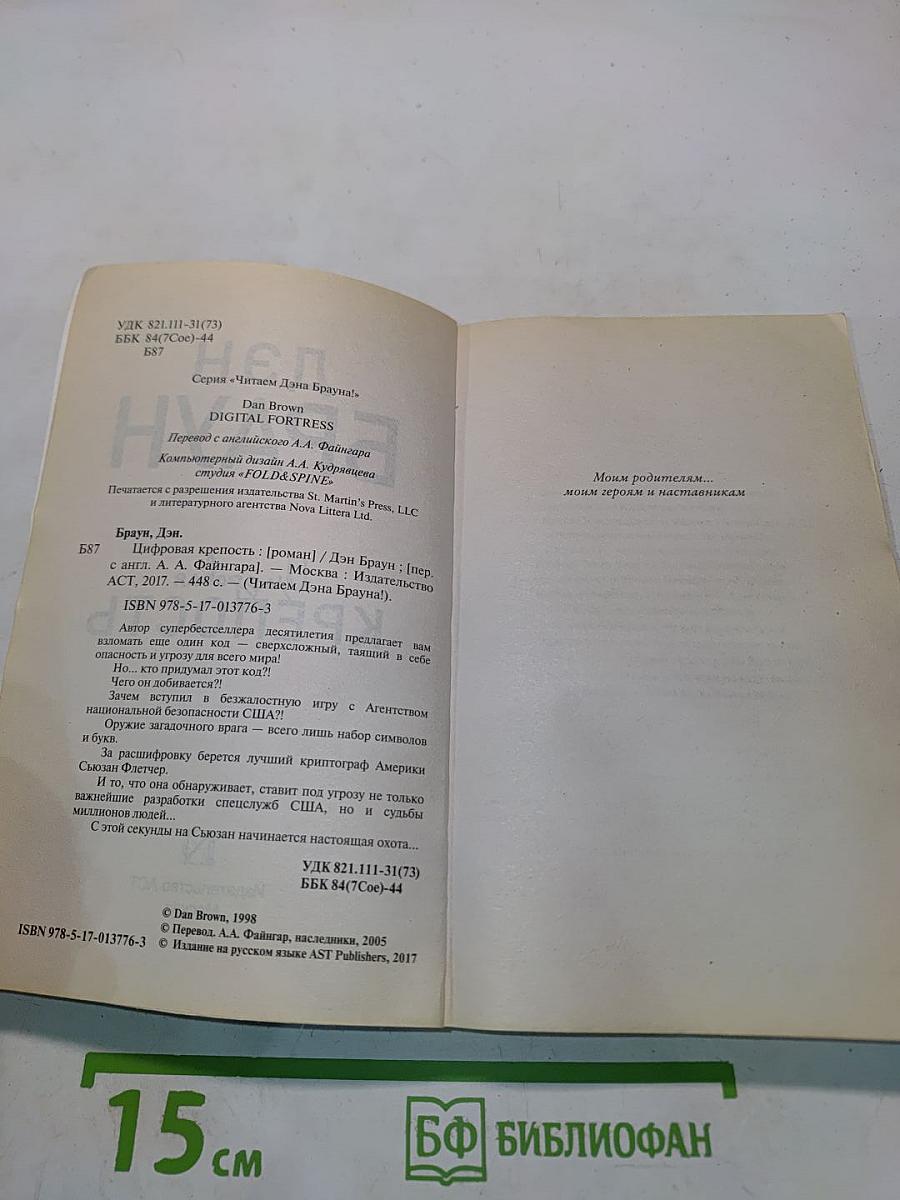 УДК 821.111-31(73)
ББК 84(7Сое)-44
Б87
Серия «Читаем Дэна Брауна!»
Dan Brown
DIGITAL FORTRESS
Перевод с английского А.А. Файнгара
Компьютерный дизайн А.А. Кудрявцева
студия «FOLD&SPINE»
Печатается с разрешения издательства St. Martin's Press, LLC
и литературного агентства Nova Littera Ltd.
Браун, Дэн.
Б87 Цифровая крепость : [роман] / Дэн Браун ; [пер.
с англ. А. А. Файнгара]. — Москва : Издательство
АСТ, 2017. — 448 с. — (Читаем Дэна Брауна!).
ISBN 978-5-17-013776-3
Автор супербестселлера десятилетия предлагает вам
взломать еще один код — сверхсложный, таящий в себе
опасность и угрозу для всего мира!
Но... кто придумал этот код?!
Чего он добивается?!
Зачем вступил в безжалостную игру с Агентством
национальной безопасности США?!
Оружие загадочного врага — всего лишь набор символов
и букв.
За расшифровку берется лучший криптограф Америки
Сьюзан Флетчер.
И то, что она обнаруживает, ставит под угрозу не только
важнейшие разработки спецслужб США, но и судьбы
миллионов людей...
С этой секунды на Сьюзан начинается настоящая охота...
УДК 821.111-31(73)
ББК 84(7Сое)-44
© Dan Brown, 1998
© Перевод. А.А. Файнгар, наследники, 2005
ISBN 978-5-17-013776-3 © Издание на русском языке AST Publishers, 2017
Моим родителям...
моим героям и наставникам
15 см
БФ БИБЛИОФАН